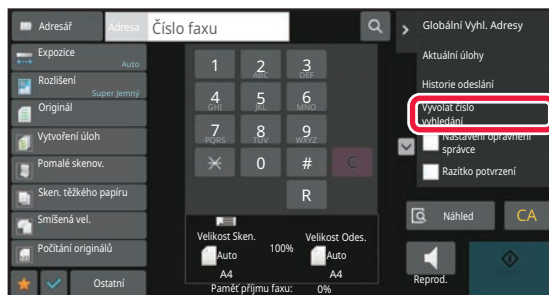 Adresář
Adresa
Číslo faxu
Globální Vyhl. Adresy
Expozice
Auto
Rozlišení
Super Jemný
Originál
Vytvoření úloh
Pomalé skenov.
Sken. těžkého papíru
Smíšená vel.
Počítání originálů
Ostatní
1
2
ABC
3
DEF
4
GHI
5
JKL
6
MNO
7
PQRS
8
TUV
9
WXYZ
0
#
C
R
Velikost Sken.
Auto
A4
100%
Velikost Odes.
Auto
A4
Paměť příjmu faxu: 0%
Aktuální úlohy
Historie odeslání
Vyvolat číslo
vyhledání
Nastavení oprávnění
správce
Razítko potvrzení
Náhled
CA
Reprod.
Start